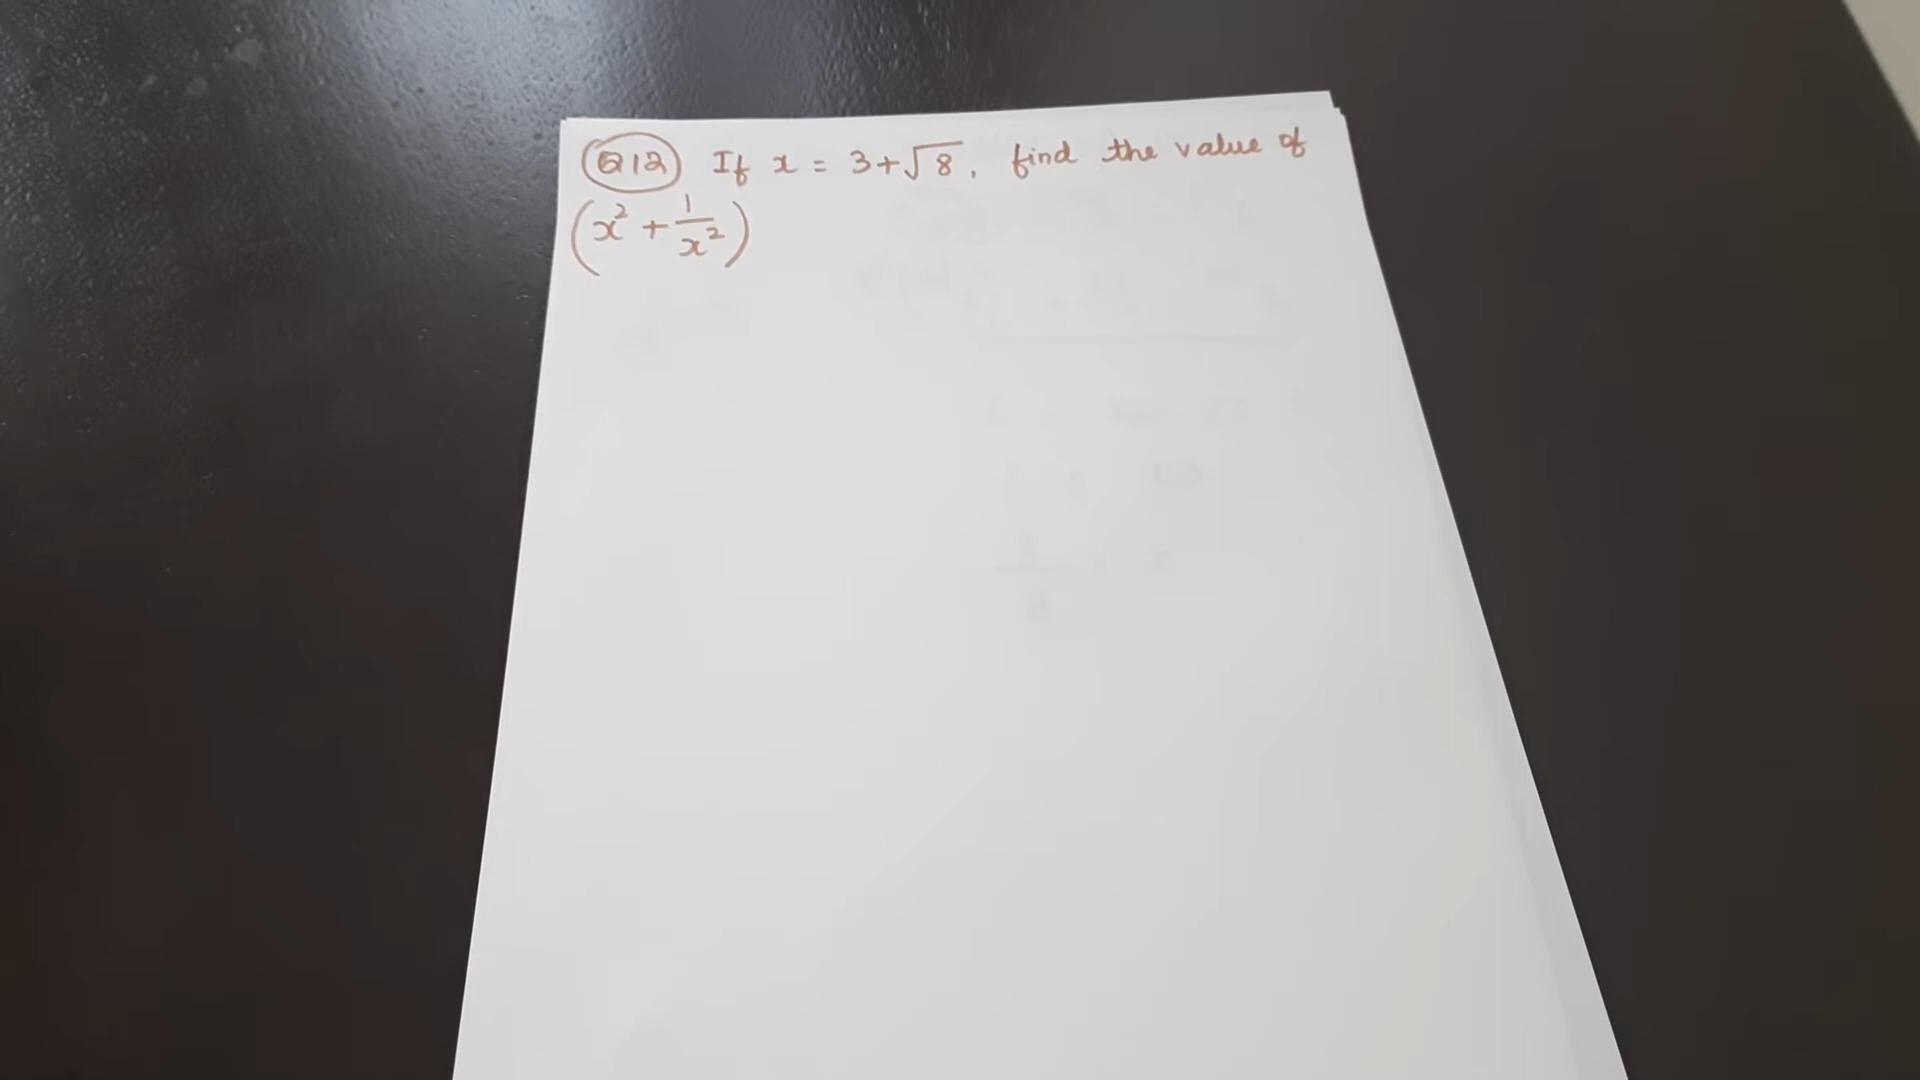 Q12 If x = 3+√8, find the value of
(x² + 1/x²)